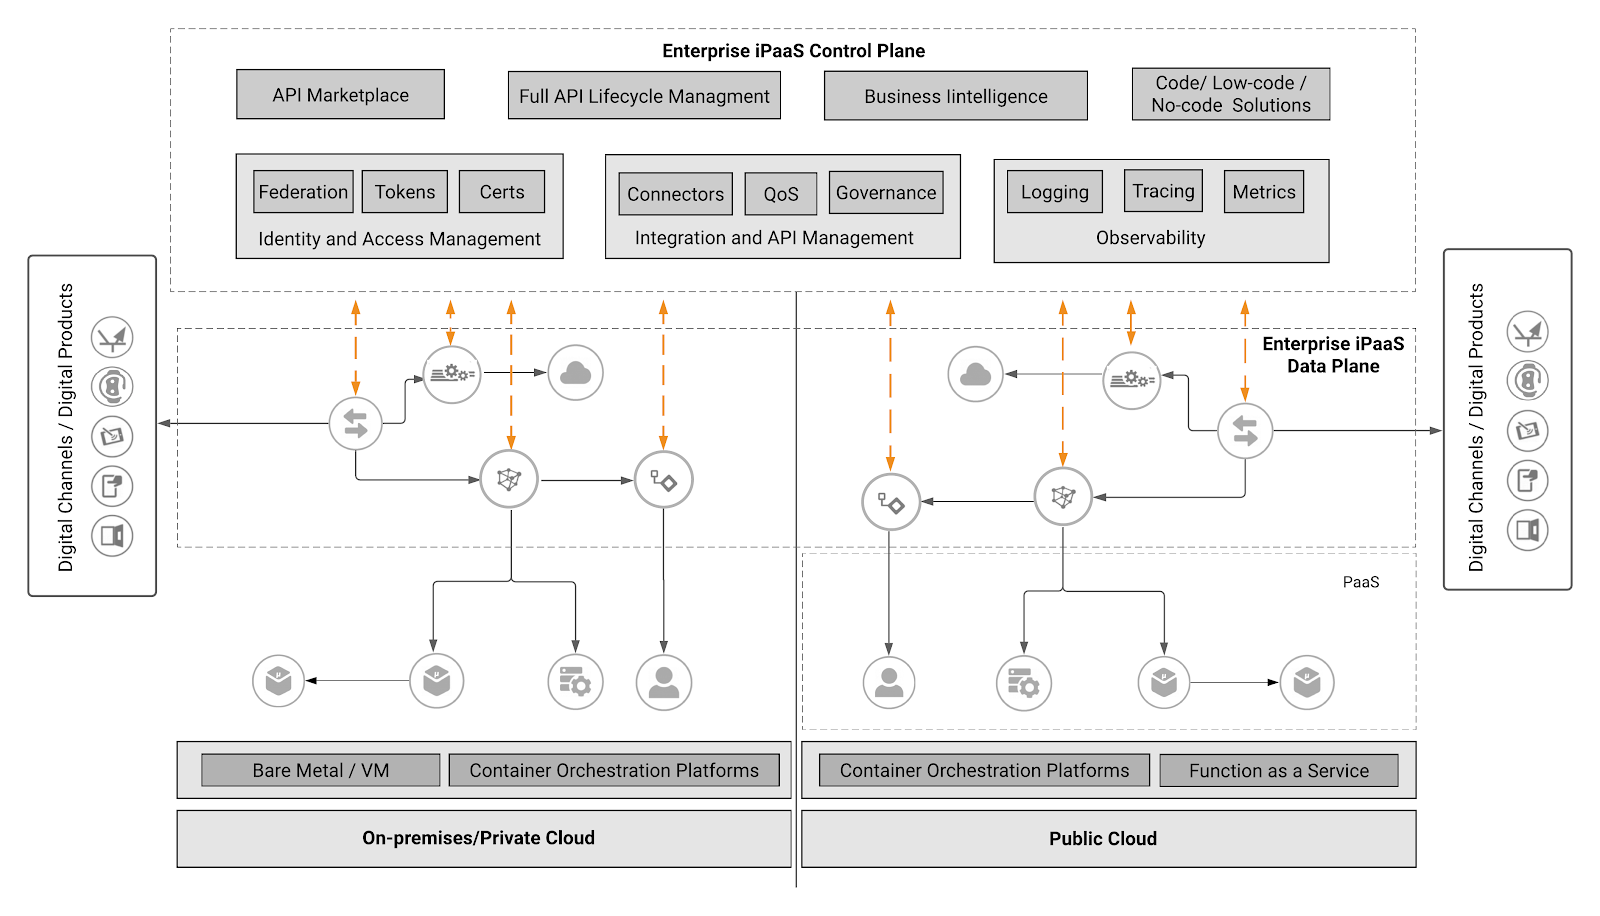 Enterprise iPaaS Control Plane
API Marketplace
Full API Lifecycle Managment
Business Iintelligence
Code/ Low-code /
No-code Solutions
Federation
Tokens
Certs
Identity and Access Management
Connectors
QoS
Governance
Integration and API Management
Logging
Tracing
Metrics
Observability
Digital Channels / Digital Products
Enterprise iPaaS
Data Plane
Digital Channels / Digital Products
PaaS
μ
μ
μ
μ
Bare Metal / VM
Container Orchestration Platforms
Container Orchestration Platforms
Function as a Service
On-premises/Private Cloud
Public Cloud